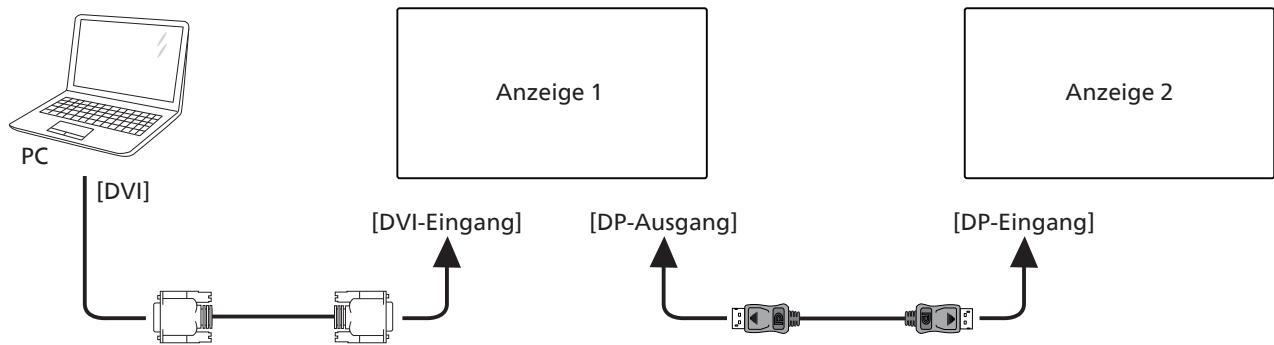 Anzeige 1
Anzeige 2
PC
[DVI]
[DVI-Eingang]
[DP-Ausgang]
[DP-Eingang]